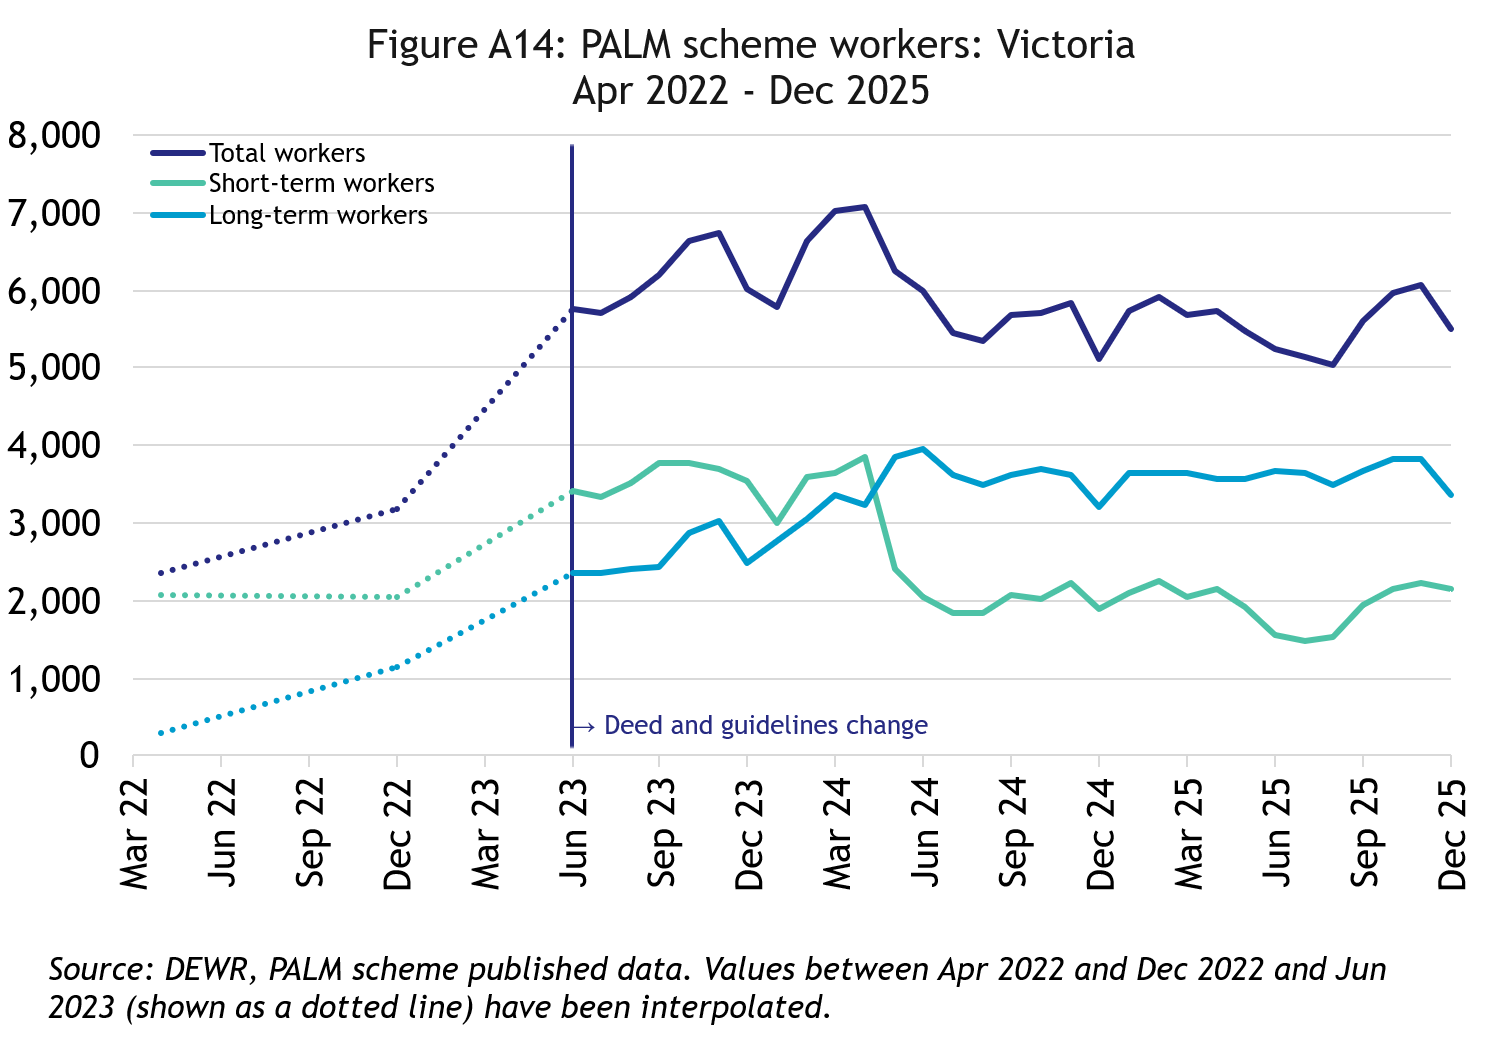 Figure A14: PALM scheme workers: Victoria
Apr 2022 - Dec 2025
8,000
7,000
6,000
5,000
4,000
3,000
2,000
1,000
0
Total workers
Short-term workers
Long-term workers
→ Deed and guidelines change
Mar 22
Jun 22
Sep 22
Dec 22
Mar 23
Jun 23
Sep 23
Dec 23
Mar 24
Jun 24
Sep 24
Dec 24
Mar 25
Jun 25
Sep 25
Dec 25
Source: DEWR, PALM scheme published data. Values between Apr 2022 and Dec 2022 and Jun
2023 (shown as a dotted line) have been interpolated.